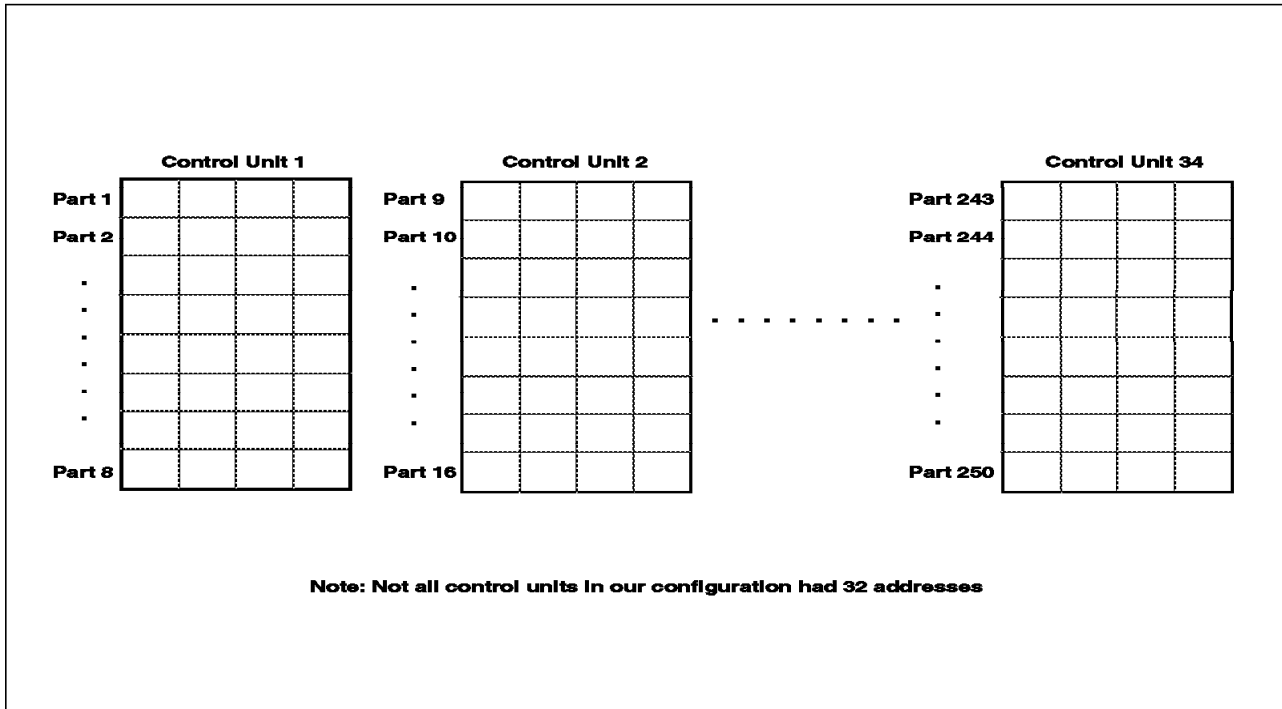 Control Unit 1
Part 1
Part 2
Part 8
Control Unit 2
Part 9
Part 10
Part 16
Control Unit 34
Part 243
Part 244
Part 250
Note: Not all control units in our configuration had 32 addresses